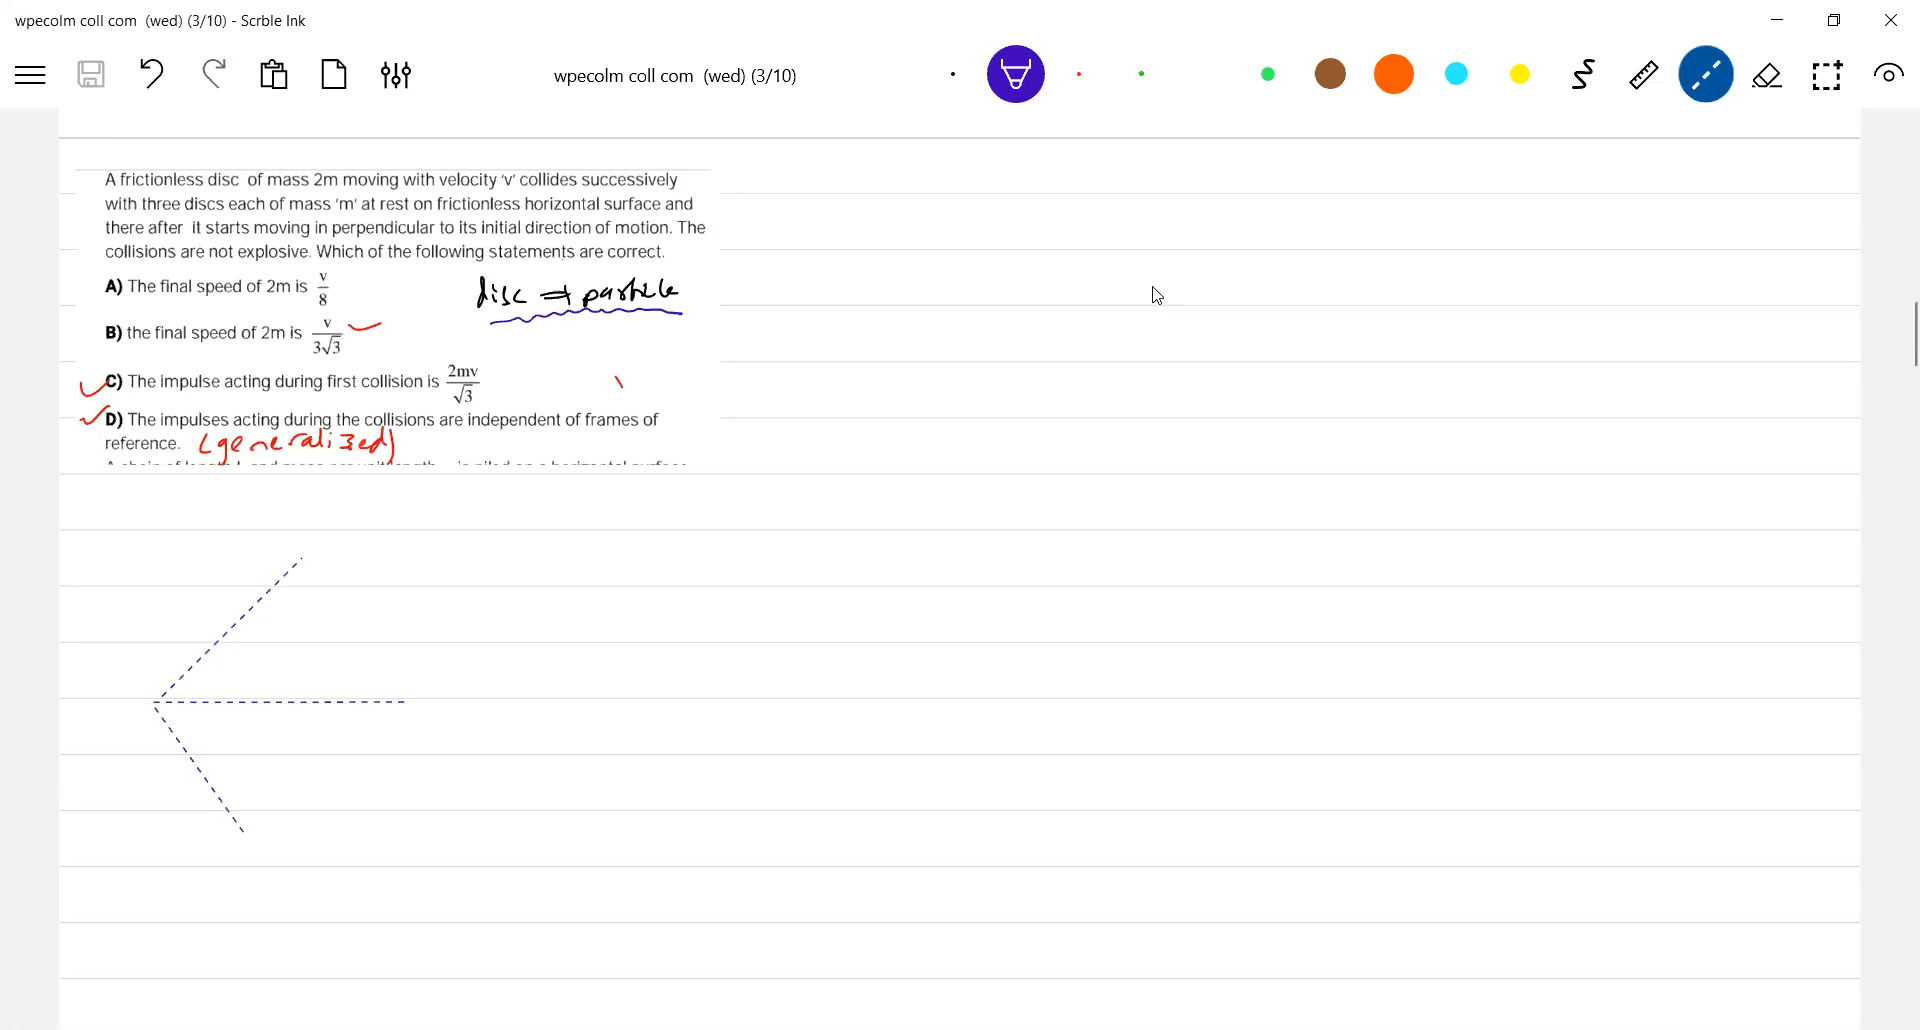 wpecolm coll com (wed) (3/10) - Scrble Ink
wpecolm coll com (wed) (3/10)
A frictionless disc of mass 2m moving with velocity ‘v’ collides successively
with three discs each of mass ‘m’ at rest on frictionless horizontal surface and
there after it starts moving in perpendicular to its initial direction of motion. The
collisions are not explosive. Which of the following statements are correct.
A) The final speed of 2m is v/8
disc ⇒ particle
B) the final speed of 2m is v/3√3
C) The impulse acting during first collision is 2mv/√3
D) The impulses acting during the collisions are independent of frames of
reference. (generalized)